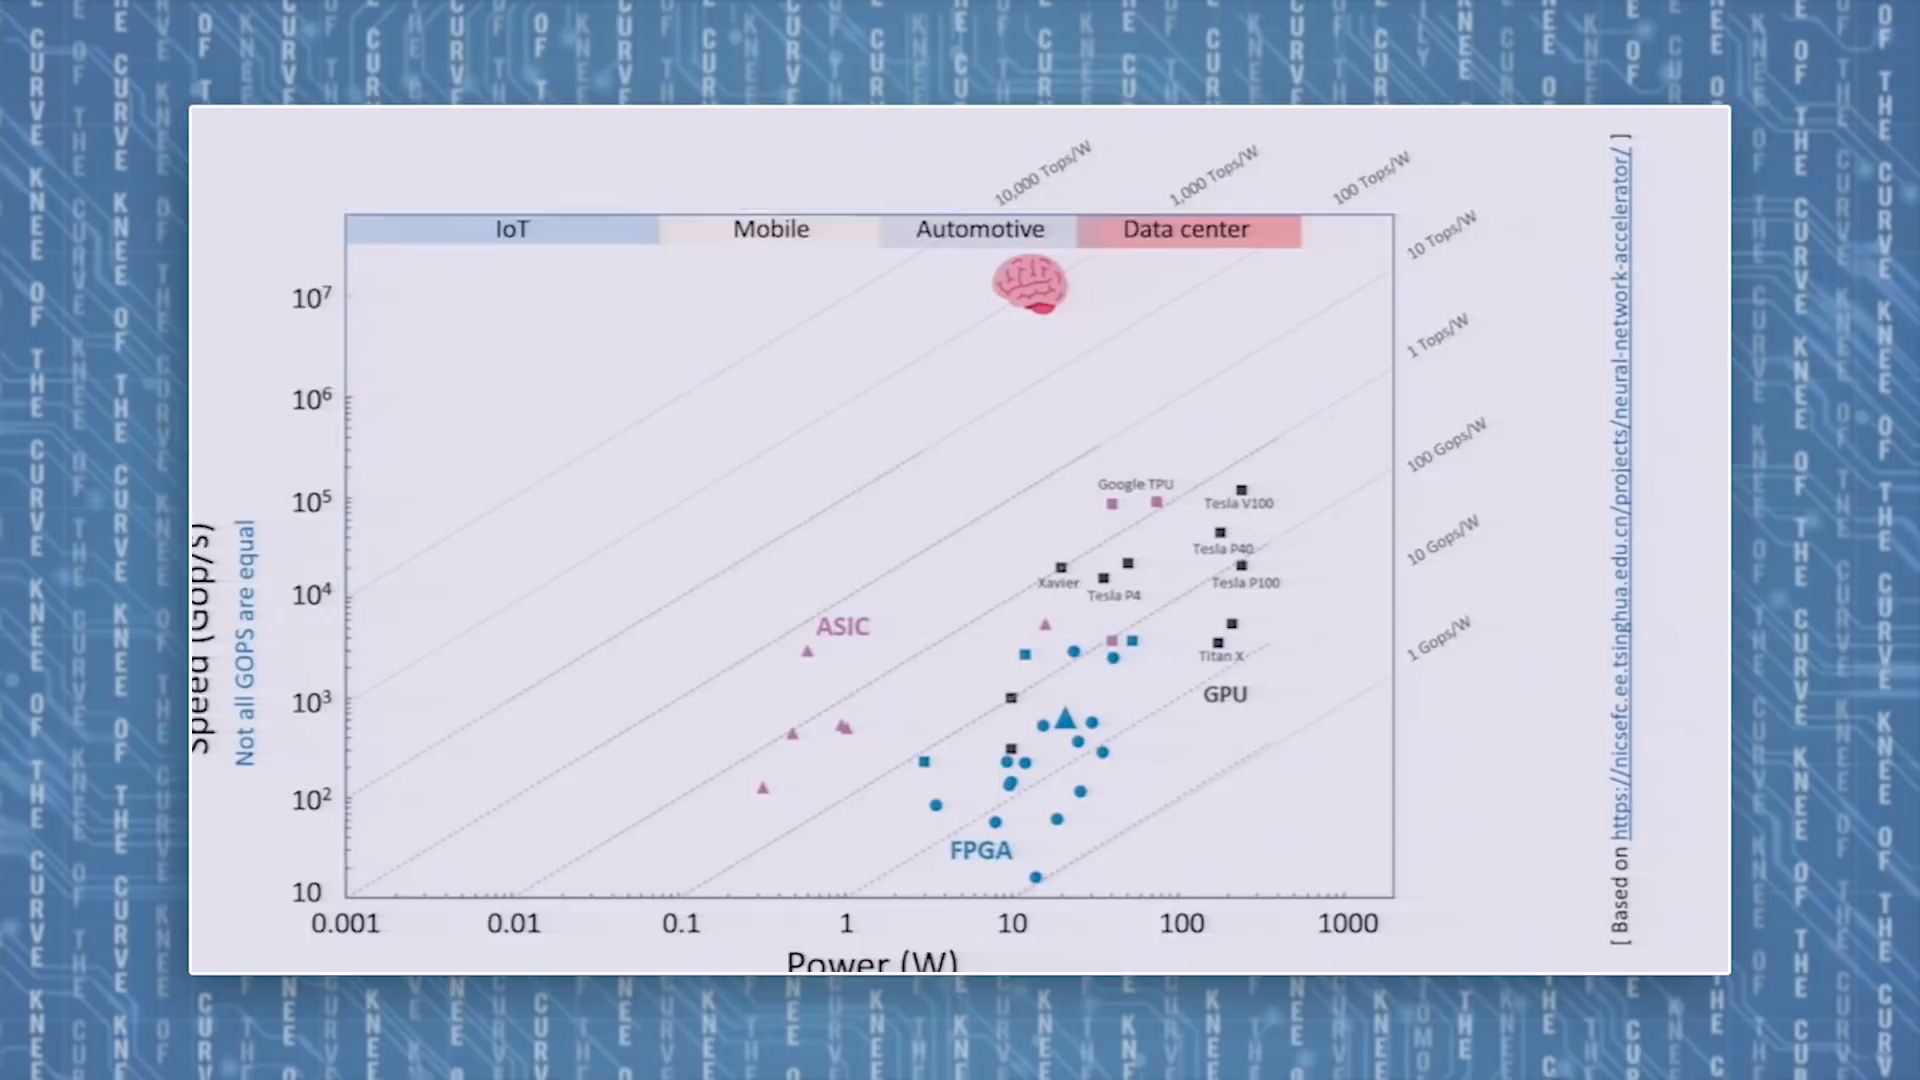 10,000 Tops/W
1,000 Tops/W
100 Tops/W
10 Tops/W
1 Tops/W
100 Gops/W
10 Gops/W
1 Gops/W
IoT
Mobile
Automotive
Data center
10⁷
10⁶
10⁵
10⁴
10³
10²
10
Speed (Gop/s)
Not all GOPS are equal
Google TPU
Tesla V100
Tesla P40
Xavier
Tesla P4
Tesla P100
ASIC
Titan X
GPU
FPGA
0.001
0.01
0.1
1
10
100
1000
Power (W)
[ Based on https://nicsefc.ee.tsinghua.edu.cn/projects/neural-network-accelerator/ ]